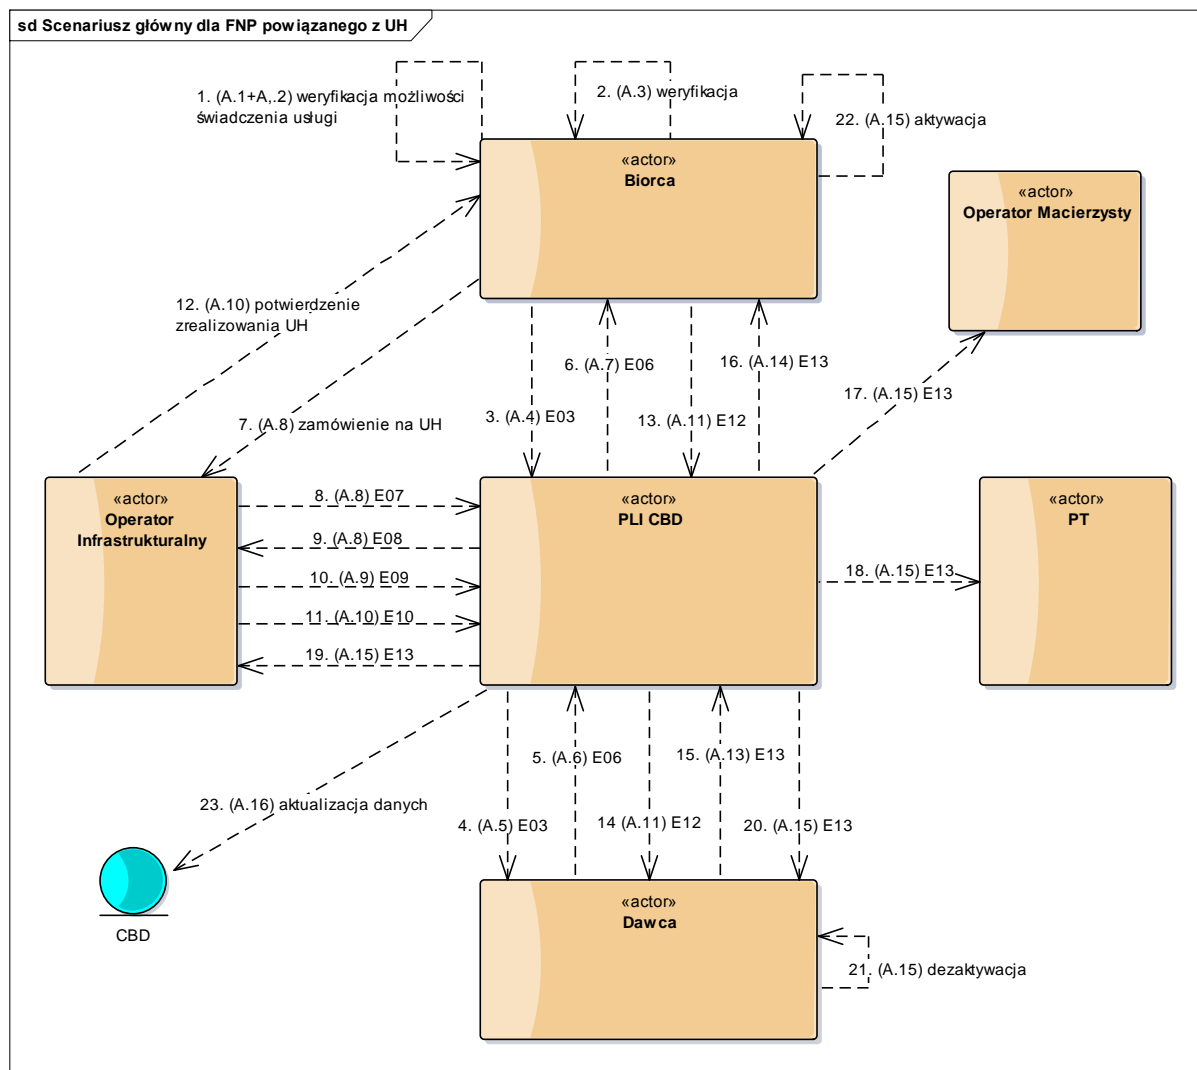 sd Scenariusz główny dla FNP powiązanego z UH
1. (A.1+A,.2) weryfikacja możliwości
świadczenia usługi
2. (A.3) weryfikacja
22. (A.15) aktywacja
«actor»
Biorca
«actor»
Operator Macierzysty
12. (A.10) potwierdzenie
zrealizowania UH
6. (A.7) E06
16. (A.14) E13
17. (A.15) E13
7. (A.8) zamówienie na UH
3. (A.4) E03
13. (A.11) E12
«actor»
Operator
Infrastrukturalny
8. (A.8) E07
9. (A.8) E08
10. (A.9) E09
11. (A.10) E10
19. (A.15) E13
«actor»
PLI CBD
18. (A.15) E13
«actor»
PT
5. (A.6) E06
15. (A.13) E13
23. (A.16) aktualizacja danych
4. (A.5) E03
14 (A.11) E12
20. (A.15) E13
CBD
«actor»
Dawca
21. (A.15) dezaktywacja